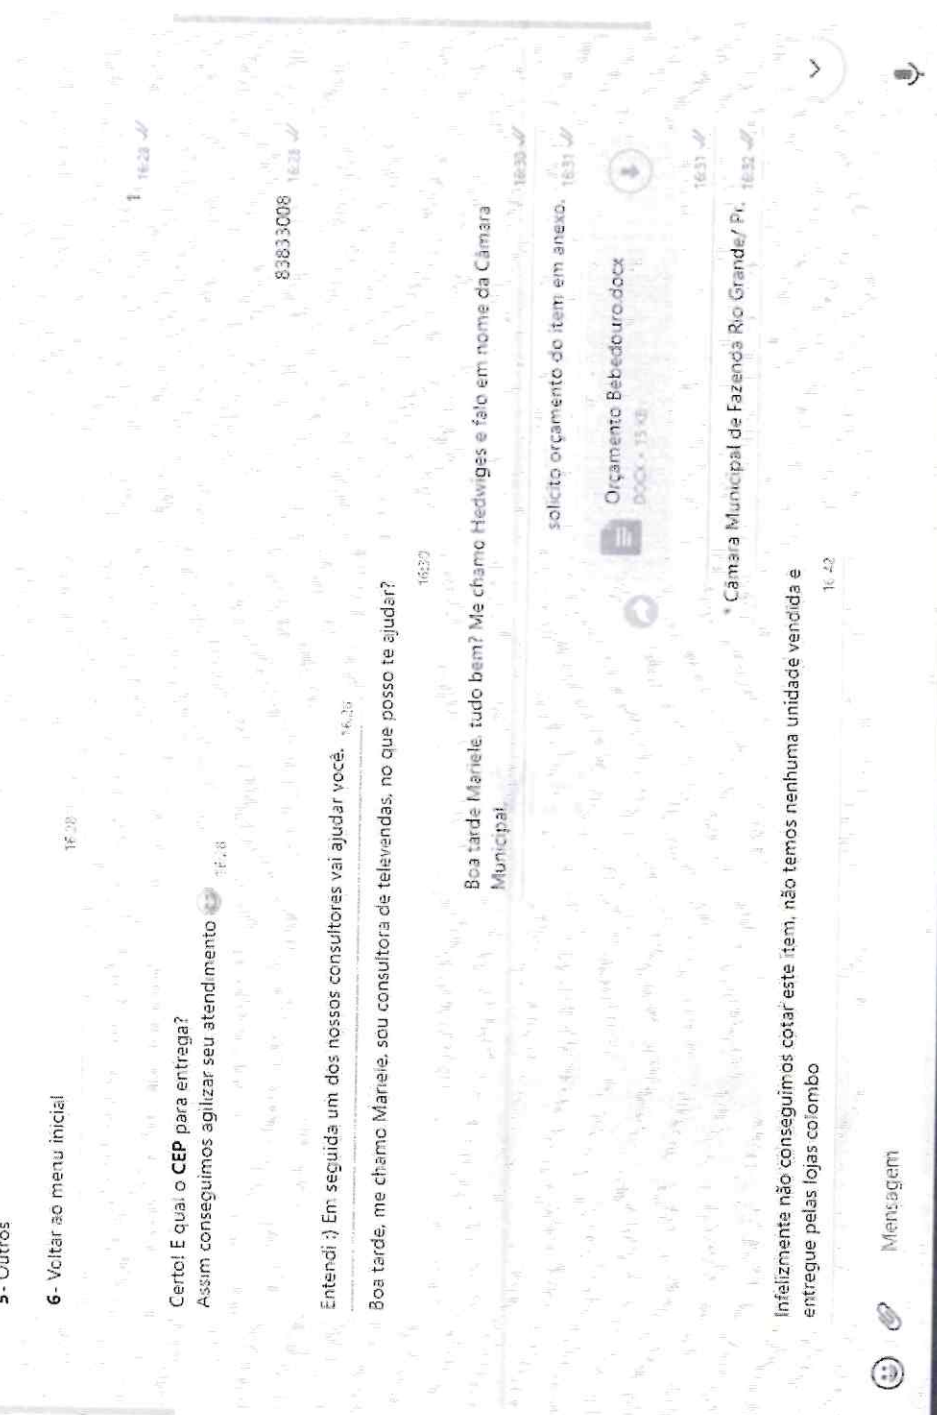 5- Outros
6- Voltar ao menu inicial
16:28
1
16:28
Certo! E qual o CEP para entrega?
Assim conseguimos agilizar seu atendimento
16:28
83833008
16:28
Entendi :) Em seguida um dos nossos consultores vai ajudar você.
Boa tarde, me chamo Mariele, sou consultora de televendas, no que posso te ajudar?
16:30
Boa tarde Mariele, tudo bem? Me chamo Hedwiges e falo em nome da Câmara
Municipal.
16:30
solicito orçamento do item em anexo.
16:31
Orçamento Bebedouro.docx
DOCX • 15 KB
16:31
* Câmara Municipal de Fazenda Rio Grande/ Pr.
16:32
Infelizmente não conseguimos cotar este item, não temos nenhuma unidade vendida e
entregue pelas lojas colombo
16:42
Mensagem